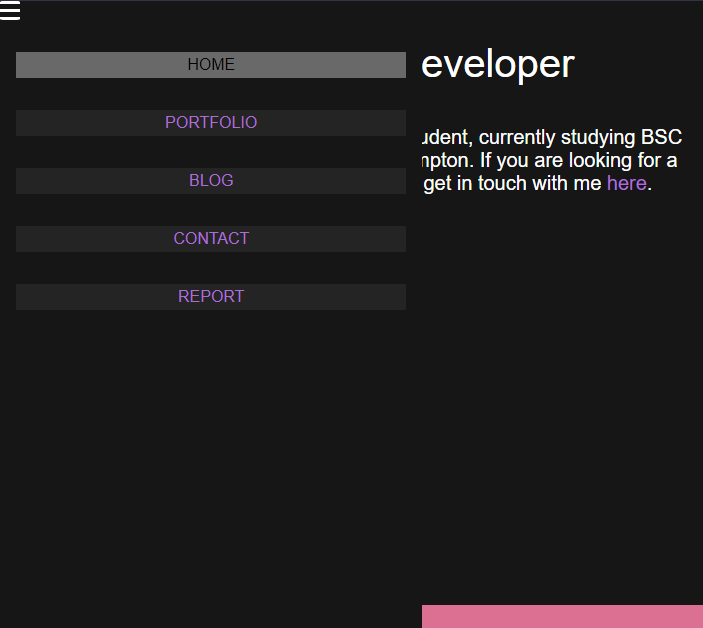 HOME
PORTFOLIO
BLOG
CONTACT
REPORT
eveloper
udent, currently studying BSC
mpton. If you are looking for a
get in touch with me here.